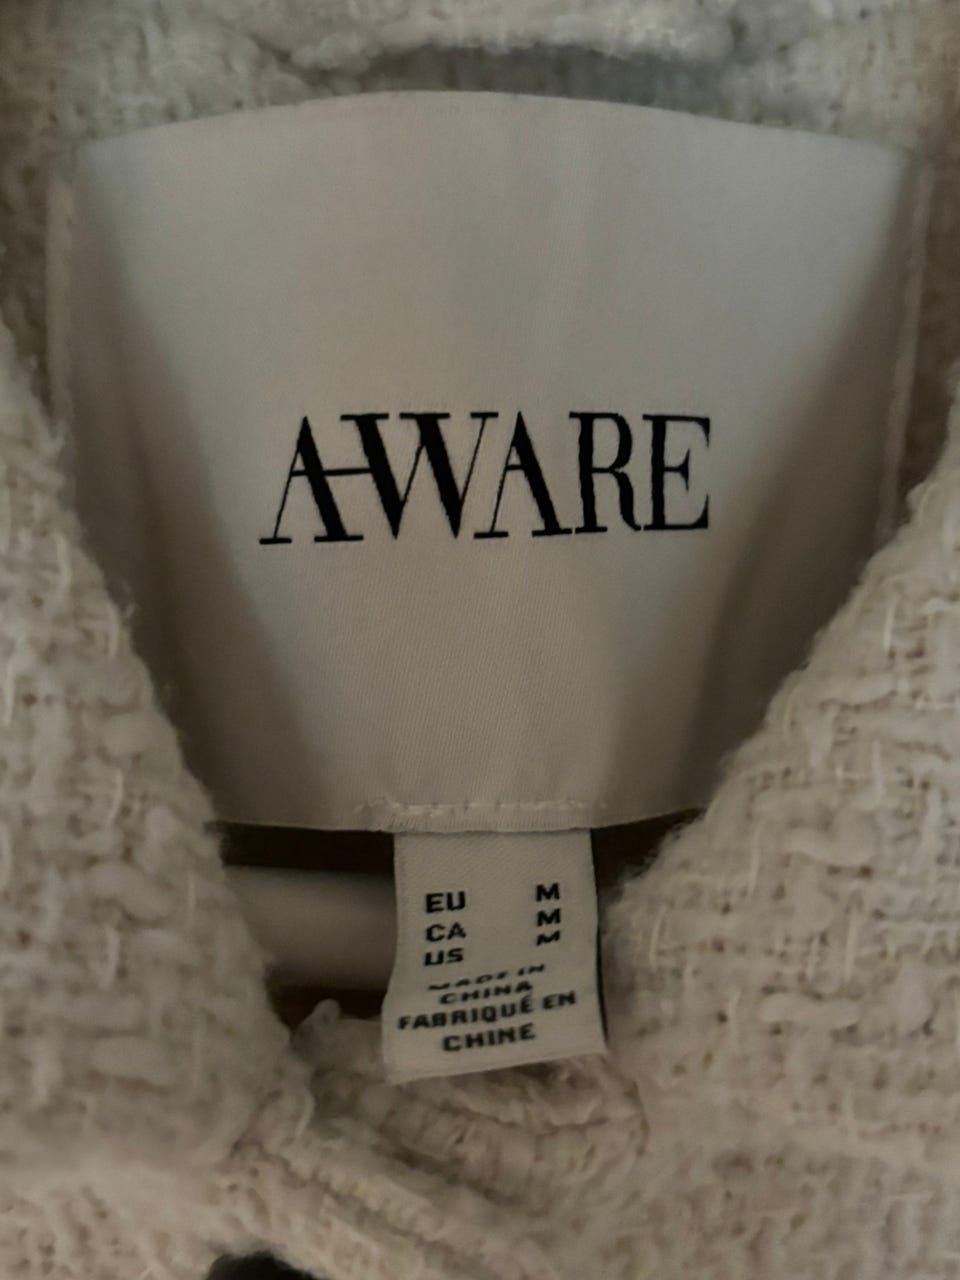 AWARE
EU M
CA M
US M
MADE IN
CHINA
FABRIQUÉ EN
CHINE